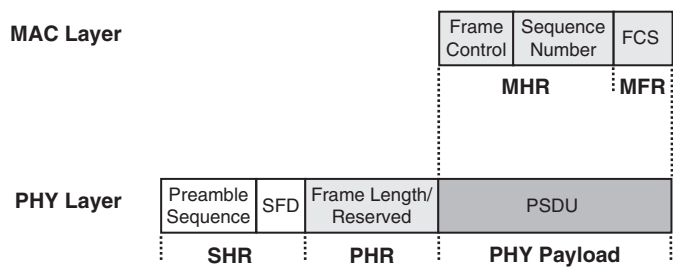 MAC Layer
Frame Control
Sequence Number
FCS
MHR
MFR
PHY Layer
Preamble Sequence
SFD
Frame Length/ Reserved
PSDU
SHR
PHR
PHY Payload